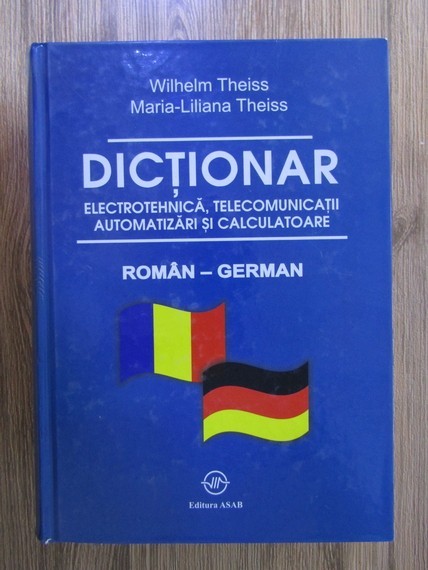 Wilhelm Theiss
Maria-Liliana Theiss
DICȚIONAR
ELECTROTEHNICĂ, TELECOMUNICAȚII
AUTOMATIZĂRI ȘI CALCULATOARE
ROMÂN – GERMAN
Editura ASAB